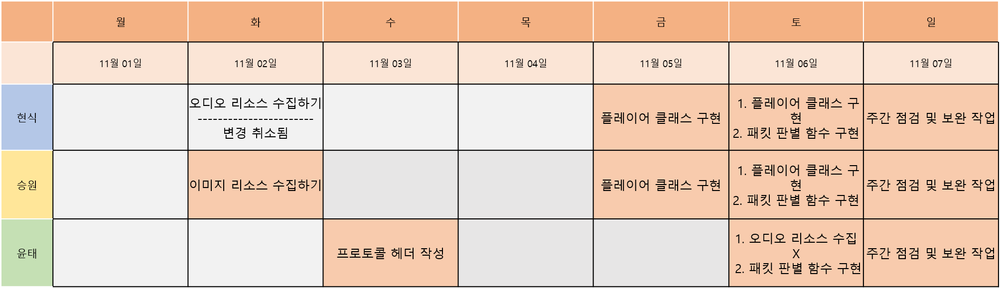 월 화 수 목 금 토 일
11월 01일 11월 02일 11월 03일 11월 04일 11월 05일 11월 06일 11월 07일
현식
오디오 리소스 수집하기
-----------------------
변경 취소됨
플레이어 클래스 구현
1. 플레이어 클래스 구
현
2. 패킷 판별 함수 구현
주간 점검 및 보완 작업
승원
이미지 리소스 수집하기
플레이어 클래스 구현
1. 플레이어 클래스 구
현
2. 패킷 판별 함수 구현
주간 점검 및 보완 작업
윤태
프로토콜 헤더 작성
1. 오디오 리소스 수집
X
2. 패킷 판별 함수 구현
주간 점검 및 보완 작업